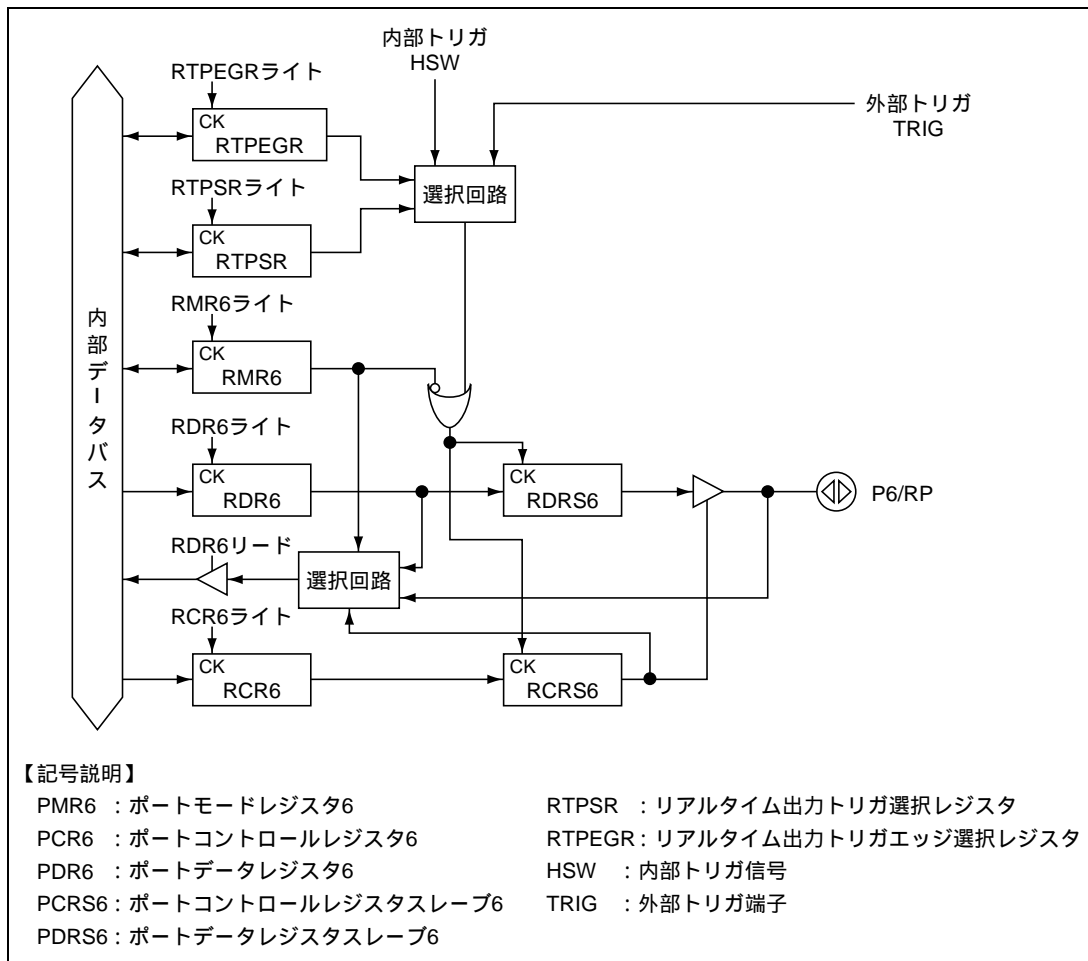 内部トリガ
HSW
RTPEGRライト
外部トリガ
TRIG
CK
RTPEGR
選択回路
RTPSRライト
CK
RTPSR
RMR6ライト
CK
RMR6
内部データバス
RDR6ライト
CK
RDR6
CK
RDRS6
P6/RP
RDR6リード
選択回路
RCR6ライト
CK
RCR6
CK
RCRS6
【記号説明】
PMR6 : ポートモードレジスタ6
PCR6 : ポートコントロールレジスタ6
PDR6 : ポートデータレジスタ6
PCRS6 : ポートコントロールレジスタスレーブ6
PDRS6 : ポートデータレジスタスレーブ6
RTPSR : リアルタイム出力トリガ選択レジスタ
RTPEGR : リアルタイム出力トリガエッジ選択レジスタ
HSW : 内部トリガ信号
TRIG : 外部トリガ端子